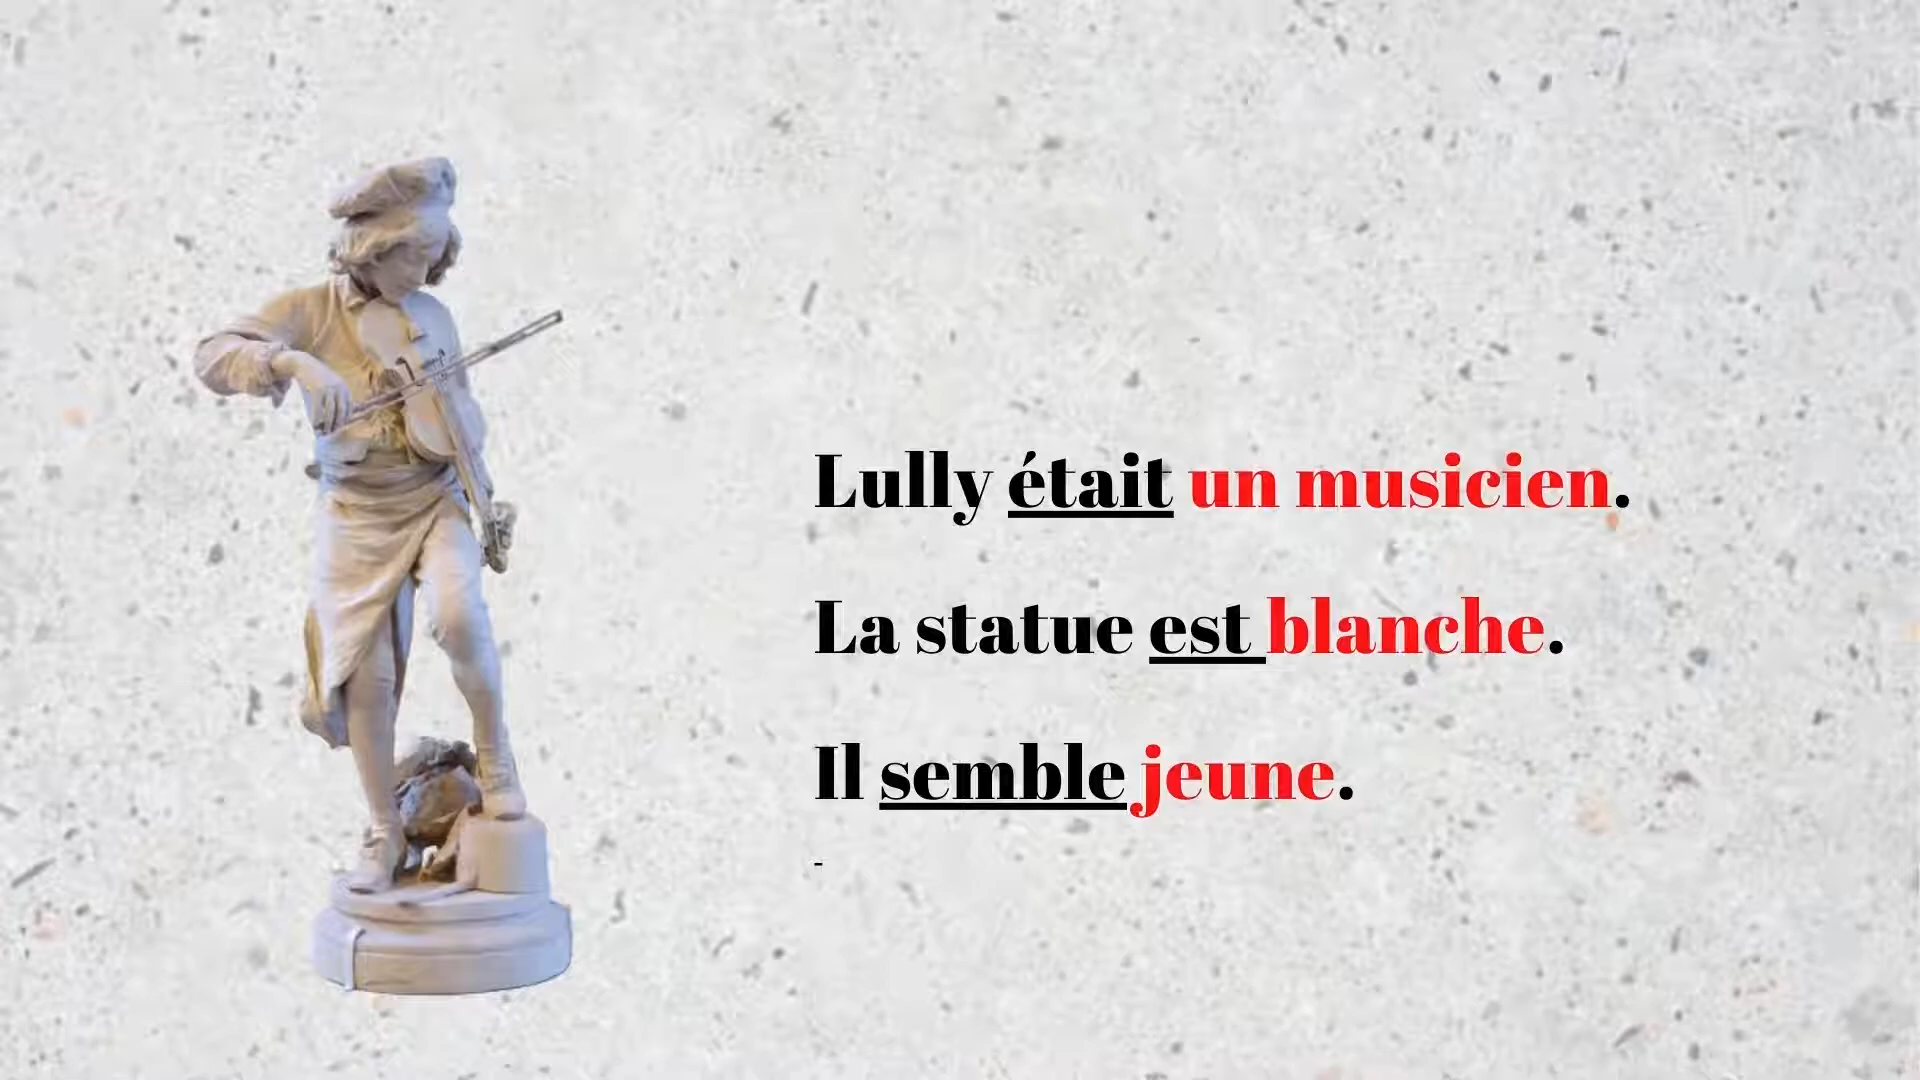 Lully était un musicien.
La statue est blanche.
Il semble jeune.
-